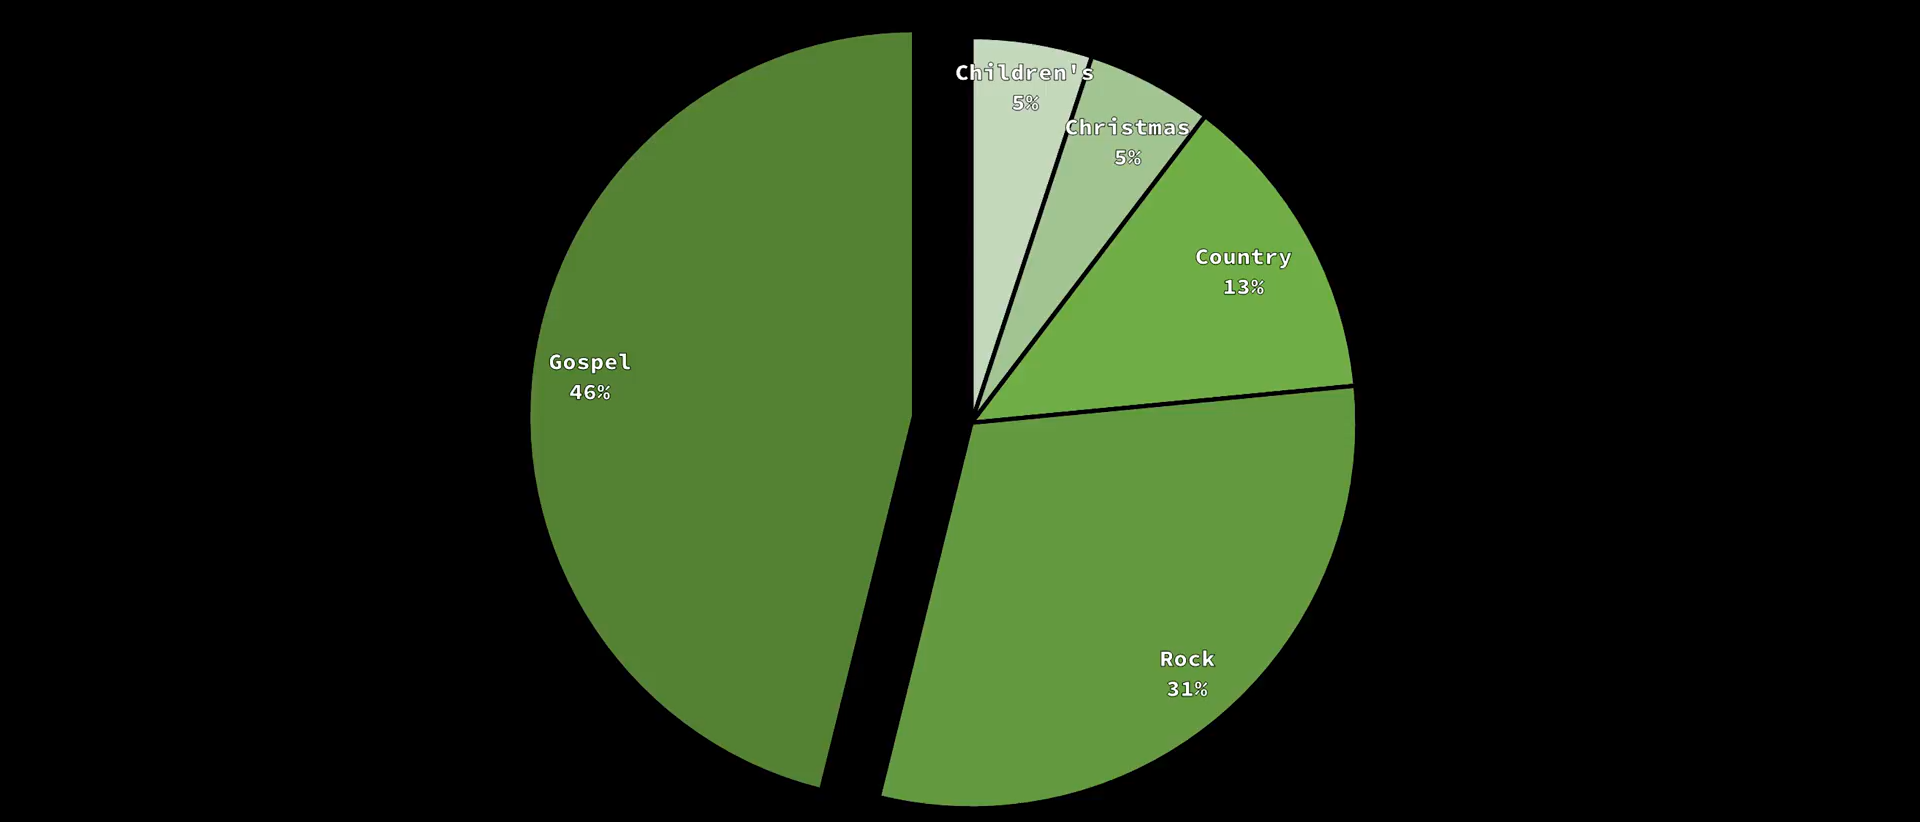 Children's
5%
Christmas
5%
Country
13%
Gospel
46%
Rock
31%